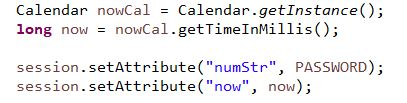 Calendar nowCal = Calendar.getInstance();
long now = nowCal.getTimeInMillis();
session.setAttribute("numStr", PASSWORD);
session.setAttribute("now", now);